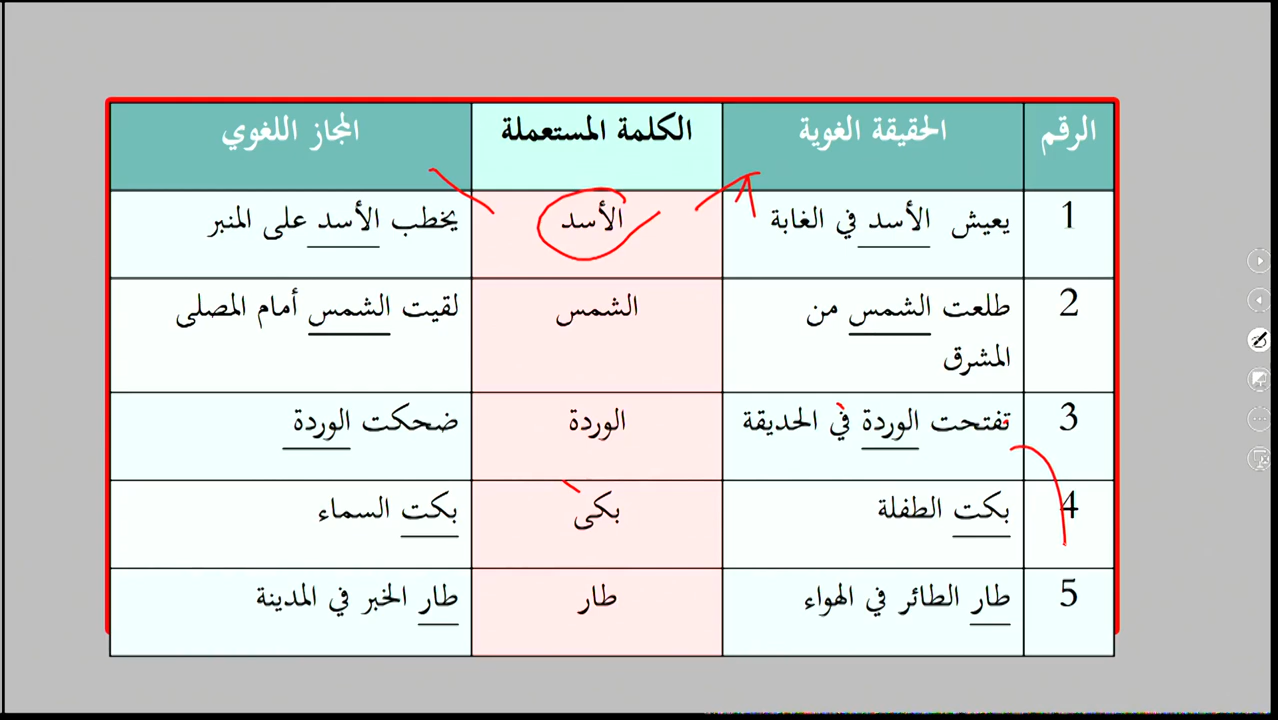 الرقم الحقيقة الغوية الكلمة المستعملة المجاز اللغوي
1 يعيش الأسد في الغابة الأسد يخطب الأسد على المنبر
2 طلعت الشمس من الشمس لقيت الشمس أمام المصلى
المشرق
3 تفتحت الوردة في الحديقة الوردة ضحكت الوردة
4 بكت الطفلة بكى بكت السماء
5 طار الطائر في الهواء طار طار الخبر في المدينة